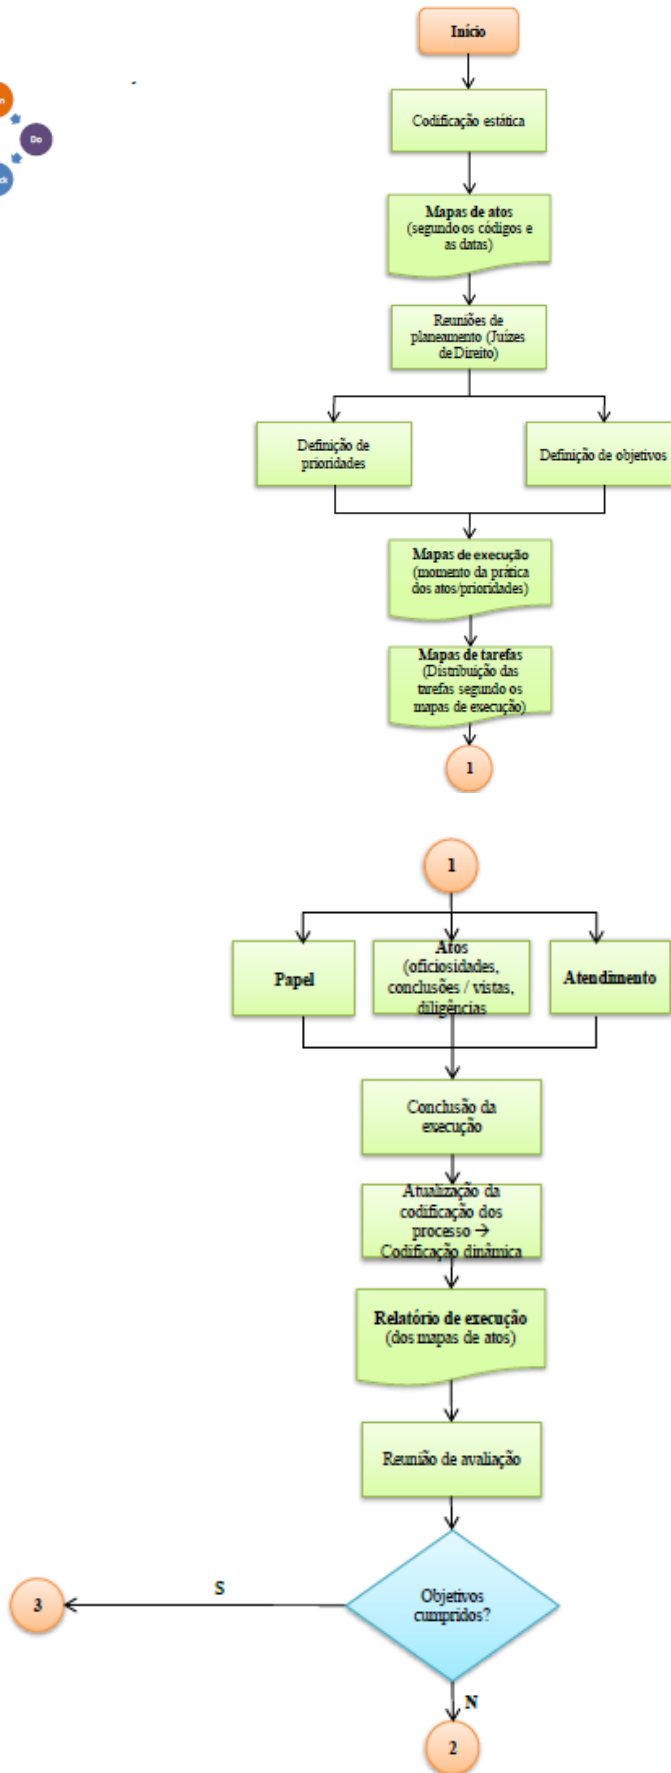 Início
Do
Codificação estática
Mapas de atos
(segundo os códigos e
as datas)
Reuniões de
planeamento (Juízes
de Direito)
Definição de
prioridades
Definição de objetivos
Mapas de execução
(momento da prática
dos atos/prioridades)
Mapas de tarefas
(Distribuição das
tarefas segundo os
mapas de execução)
1
1
Papel
Atos
(oficiosidades,
conclusões / vistas,
diligências
Atendimento
Conclusão da
execução
Atualização da
codificação dos
processo →
Codificação dinâmica
Relatório de execução
(dos mapas de atos)
Reunião de avaliação
Objetivos
cumpridos?
S
3
N
2